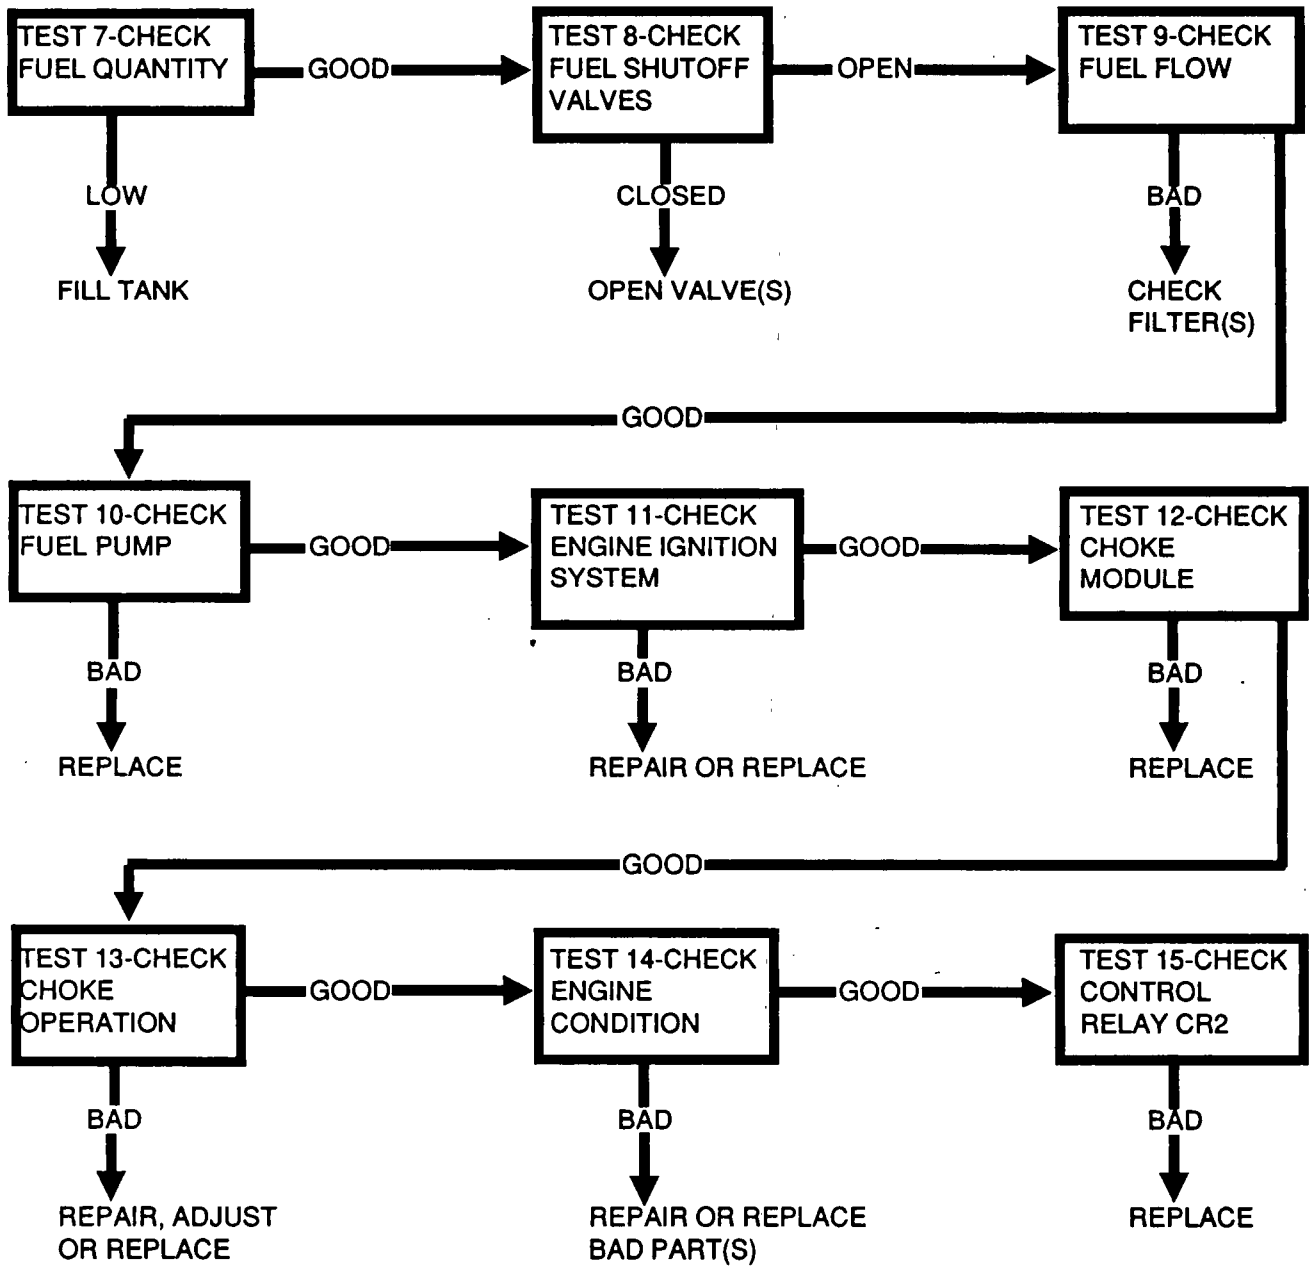 TEST 7-CHECK
FUEL QUANTITY
GOOD
TEST 8-CHECK
FUEL SHUTOFF
VALVES
OPEN
TEST 9-CHECK
FUEL FLOW
LOW
CLOSED
BAD
FILL TANK
OPEN VALVE(S)
CHECK
FILTER(S)
GOOD
TEST 10-CHECK
FUEL PUMP
GOOD
TEST 11-CHECK
ENGINE IGNITION
SYSTEM
GOOD
TEST 12-CHECK
CHOKE
MODULE
BAD
BAD
BAD
REPLACE
REPAIR OR REPLACE
REPLACE
GOOD
TEST 13-CHECK
CHOKE
OPERATION
GOOD
TEST 14-CHECK
ENGINE
CONDITION
GOOD
TEST 15-CHECK
CONTROL
RELAY CR2
BAD
BAD
BAD
REPAIR, ADJUST
OR REPLACE
REPAIR OR REPLACE
BAD PART(S)
REPLACE